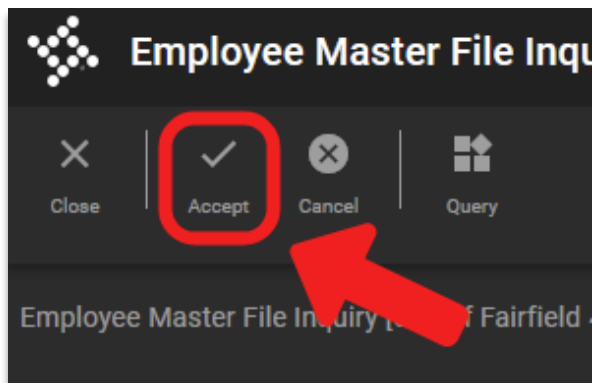 Employee Master File Inqu
Close Accept Cancel Query
Employee Master File Inquiry [ f Fairfield